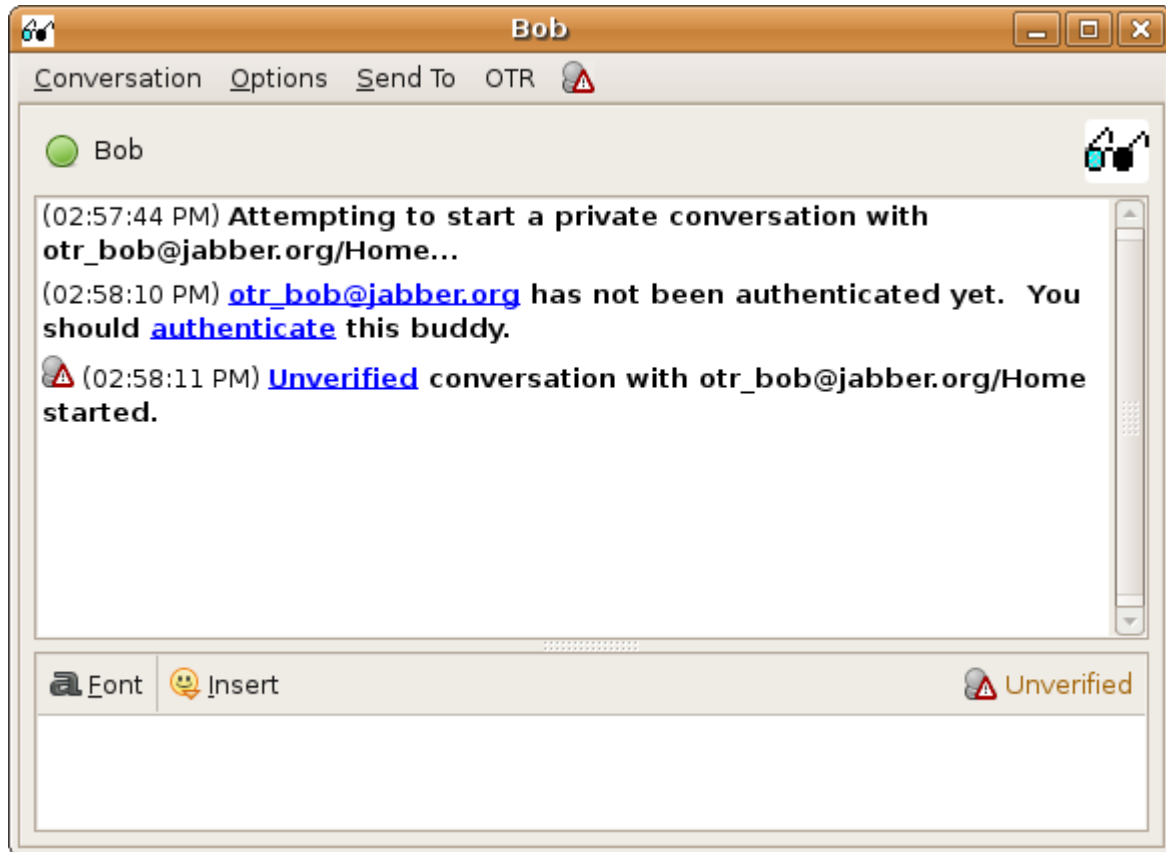 Bob
Conversation Options Send To OTR
Bob
(02:57:44 PM) Attempting to start a private conversation with
otr_bob@jabber.org/Home...
(02:58:10 PM) otr_bob@jabber.org has not been authenticated yet.  You
should authenticate this buddy.
(02:58:11 PM) Unverified conversation with otr_bob@jabber.org/Home
started.
Font Insert Unverified